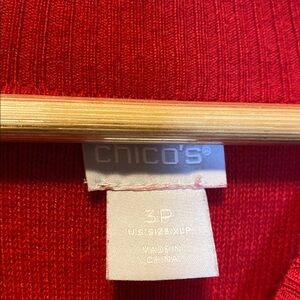 chico's®
3P
U.S. SIZE XLP
MADE IN
CHINA